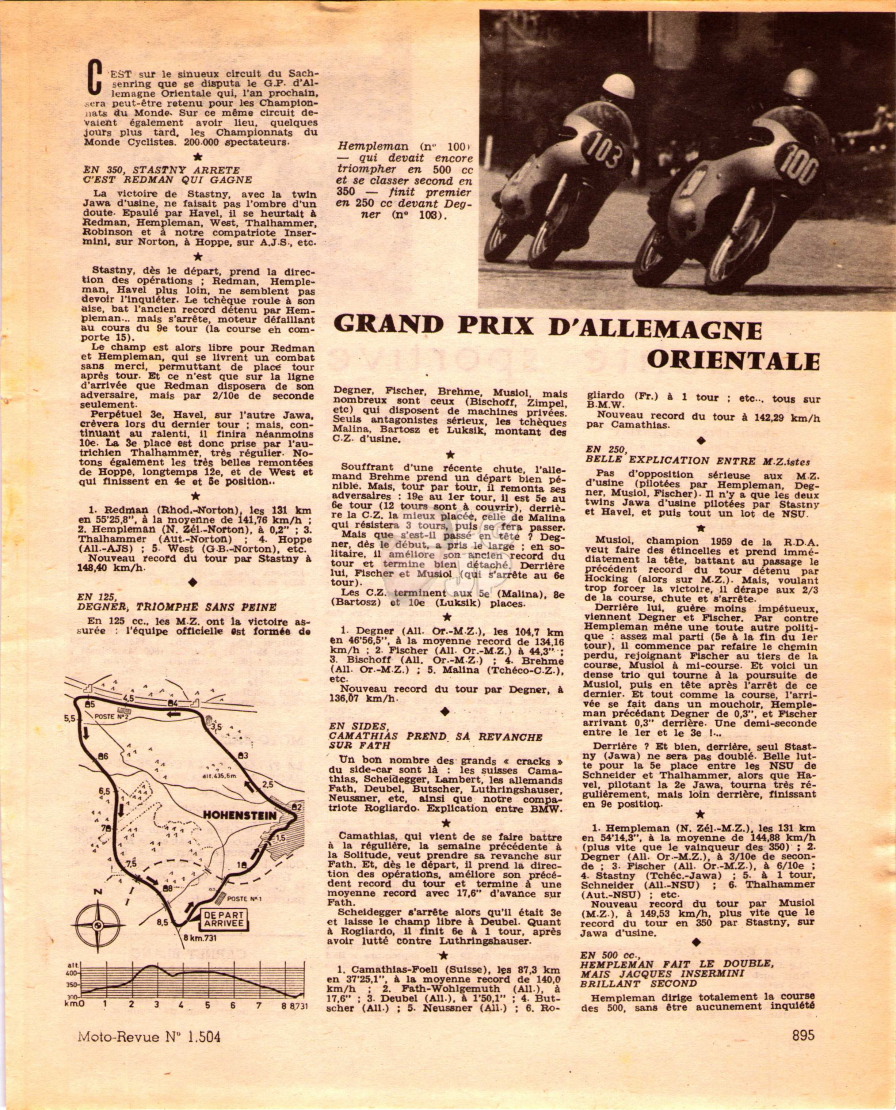 C'EST sur le sinueux circuit du Sach-
senring que se disputa le G.P. d'Al-
lemagne Orientale qui, l'an prochain,
sera peut-être retenu pour les Champion-
nats du Monde. Sur ce même circuit de-
vaient également avoir lieu, quelques
jours plus tard, les Championnats du
Monde Cyclistes. 200.000 spectateurs.
★
EN 350, STASTNY ARRETE
C'EST REDMAN QUI GAGNE
La victoire de Stastny, avec la twin
Jawa d'usine, ne faisait pas l'ombre d'un
doute. Epaulé par Havel, il se heurtait à
Redman, Hempleman, West, Thalhammer,
Robinson et à notre compatriote Inser-
mini, sur Norton, à Hoppe, sur A.J.S., etc.
★
Stastny, dès le départ, prend la direc-
tion des opérations ; Redman, Hemple-
man, Havel plus loin, ne semblent pas
devoir l'inquiéter. Le tchèque roule à son
aise, bat l'ancien record détenu par Hem-
pleman... mais s'arrête, moteur défaillant
au cours du 9e tour (la course en com-
porte 15).
Le champ est alors libre pour Redman
et Hempleman, qui se livrent un combat
sans merci, permutant de place tour
après tour. Et ce n'est que sur la ligne
d'arrivée que Redman disposera de son
adversaire, mais par 2/10e de seconde
seulement.
Perpétuel 3e, Havel, sur l'autre Jawa,
crèvera lors du dernier tour ; mais, con-
tinuant au ralenti, il finira néanmoins
10e. La 3e place est donc prise par l'au-
trichien Thalhammer, très régulier. No-
tons également les très belles remontées
de Hoppe, longtemps 12e, et de West et
qui finissent en 4e et 5e position..
★
1. Redman (Rhod.-Norton), les 131 km
en 55'25,8", à la moyenne de 141,76 km/h ;
2. Hempleman (N. Zél-Norton), à 0,2" ; 3.
Thalhammer (Aut-Norton) ; 4. Hoppe
(All.-AJS) ; 5. West (G.B.-Norton), etc.
Nouveau record du tour par Stastny à
148,40 km/h.
◆
EN 125,
DEGNER, TRIOMPHE SANS PEINE
En 125 cc., les M.Z. ont la victoire as-
surée : l'équipe officielle est formée de
Hempleman (n° 100)
— qui devait encore
triompher en 500 cc
et se classer second en
350 — finit premier
en 250 cc devant Deg-
ner (n° 103).
103
100
GRAND PRIX D'ALLEMAGNE
ORIENTALE
Degner, Fischer, Brehme, Musiol, mais
nombreux sont ceux (Bischoff, Zimpel,
etc) qui disposent de machines privées.
Seuls antagonistes sérieux, les tchèques
Malina, Bartosz et Luksik, montant des
C.Z. d'usine.
★
Souffrant d'une récente chute, l'alle-
mand Brehme prend un départ bien pé-
nible. Mais, tour par tour, il remonta ses
adversaires : 19e au 1er tour, il est 5e au
6e tour (12 tours sont à couvrir), derriè-
re la C.Z. la mieux placée, celle de Malina
qui résistera 3 tours, puis se fera passer.
Mais que s'est-il passé en tête ? Deg-
ner, dès le début, a pris le large ; en so-
litaire, il améliore son ancien record du
tour et termine bien détaché. Derrière
lui, Fischer et Musiol (qui s'arrête au 6e
tour).
Les C.Z. terminent aux 5e (Malina), 8e
(Bartosz) et 10e (Luksik) places.
★
1. Degner (All. Or.-M.Z.), les 104,7 km
en 46'56,5", à la moyenne record de 134,16
km/h ; 2. Fischer (All. Or.-M.Z.) à 44,3" ;
3. Bischoff (All. Or.-M.Z.) ; 4. Brehme
(All. Or.-M.Z.) ; 5. Malina (Tchéco-C.Z.),
etc.
Nouveau record du tour par Degner, à
136,07 km/h.
◆
EN SIDES,
CAMATHIAS PREND SA REVANCHE
SUR FATH
Un bon nombre des grands « cracks »
du side-car sont là : les suisses Cama-
thias, Scheidegger, Lambert, les allemands
Fath, Deubel, Butscher, Luthringshauser,
Neussner, etc, ainsi que notre compa-
triote Rogliardo. Explication entre BMW.
★
Camathias, qui vient de se faire battre
à la régulière, la semaine précédente à
la Solitude, veut prendre sa revanche sur
Fath. Et, dès le départ, il prend la direc-
tion des opérations, améliore son précé-
dent record du tour et termine à une
moyenne record avec 17,6" d'avance sur
Fath.
Scheidegger s'arrête alors qu'il était 3e
et laisse le champ libre à Deubel. Quant
à Rogliardo, il finit 6e à 1 tour, après
avoir lutté contre Luthringshauser.
★
1. Camathias-Foell (Suisse), les 87,3 km
en 37'25,1", à la moyenne record de 140,0
km/h ; 2. Fath-Wohlgemuth (All.), à
17,6" ; 3. Deubel (All.), à 1'50,1" ; 4. But-
scher (All.) ; 5. Neussner (All.) ; 6. Ro-
gliardo (Fr.) à 1 tour ; etc... tous sur
B.M.W.
Nouveau record du tour à 142,29 km/h
par Camathias.
◆
EN 250,
BELLE EXPLICATION ENTRE M.Z.istes
Pas d'opposition sérieuse aux M.Z.
d'usine (pilotées par Hempleman, Deg-
ner, Musiol, Fischer). Il n'y a que les deux
twins Jawa d'usine pilotées par Stastny
et Havel, et puis tout un lot de NSU.
★
Musiol, champion 1959 de la R.D.A.
veut faire des étincelles et prend immé-
diatement la tête, battant au passage le
précédent record du tour détenu par
Hocking (alors sur M.Z.). Mais, voulant
trop forcer la victoire, il dérape aux 2/3
de la course, chute et s'arrête.
Derrière lui, guère moins impétueux,
viennent Degner et Fischer. Par contre
Hempleman mène une toute autre politi-
que : assez mal parti (5e à la fin du 1er
tour), il commence par refaire le chemin
perdu, rejoignant Fischer au tiers de la
course, Musiol à mi-course. Et voici un
dense trio qui tourne à la poursuite de
Musiol, puis en tête après l'arrêt de ce
dernier. Et tout comme la course, l'arri-
vée se fait dans un mouchoir, Hemple-
man précédant Degner de 0,3", et Fischer
arrivant 0,3" derrière. Une demi-seconde
entre le 1er et le 3e !...
Derrière ? Et bien, derrière, seul Stast-
ny (Jawa) ne sera pas doublé. Belle lut-
te pour la 5e place entre les NSU de
Schneider et Thalhammer, alors que Ha-
vel, pilotant la 2e Jawa, tourna très ré-
gulièrement, mais loin derrière, finissant
en 9e position.
★
1. Hempleman (N. Zél.-M.Z.), les 131 km
en 54'14,3", à la moyenne de 144,88 km/h
(plus vite que le vainqueur des 350) ; 2.
Degner (All. Or.-M.Z.), à 3/10e de secon-
de ; 3. Fischer (All. Or.-M.Z.), à 6/10e ;
4. Stastny (Tchéc.-Jawa) ; 5. à 1 tour,
Schneider (All.-NSU) ; 6. Thalhammer
(Aut.-NSU) ; etc.
Nouveau record du tour par Musiol
(M.Z.), à 149,53 km/h, plus vite que le
record du tour en 350 par Stastny, sur
Jawa d'usine.
◆
EN 500 cc.,
HEMPLEMAN FAIT LE DOUBLE,
MAIS JACQUES INSERMINI
BRILLANT SECOND
Hempleman dirige totalement la course
des 500, sans être aucunement inquiété
5 4,5 4
5,5 POSTE N°2 3,5
6 3
alt. 435,6m
6,5 2,5
HOHENSTEIN 2
7 1,5
7,5 1
N 8
POSTE N°1
DEPART
ARRIVÉE
8,5
8 km.731
alt.
400
350
300
km.0 1 2 3 4 5 6 7 8 8,731
Moto-Revue N° 1.504
895